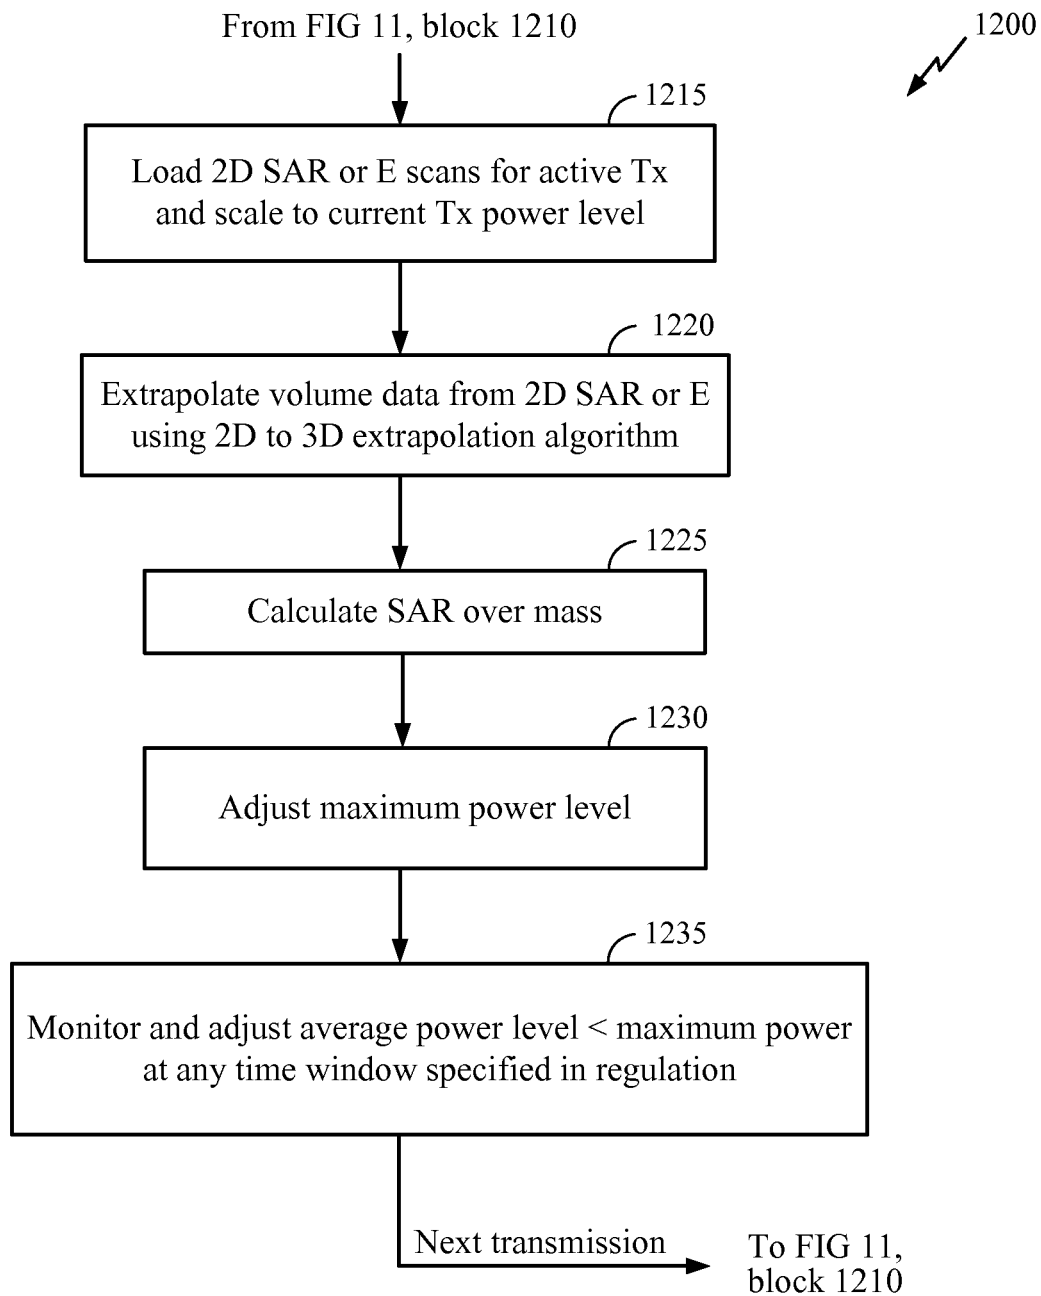 From FIG 11, block 1210
1200
1215
Load 2D SAR or E scans for active Tx
and scale to current Tx power level
1220
Extrapolate volume data from 2D SAR or E
using 2D to 3D extrapolation algorithm
1225
Calculate SAR over mass
1230
Adjust maximum power level
1235
Monitor and adjust average power level < maximum power
at any time window specified in regulation
Next transmission
To FIG 11,
block 1210